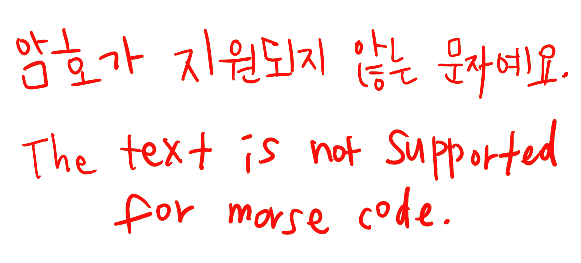 암호가 지원되지 않는 문자예요.
The text is not supported
for morse code.